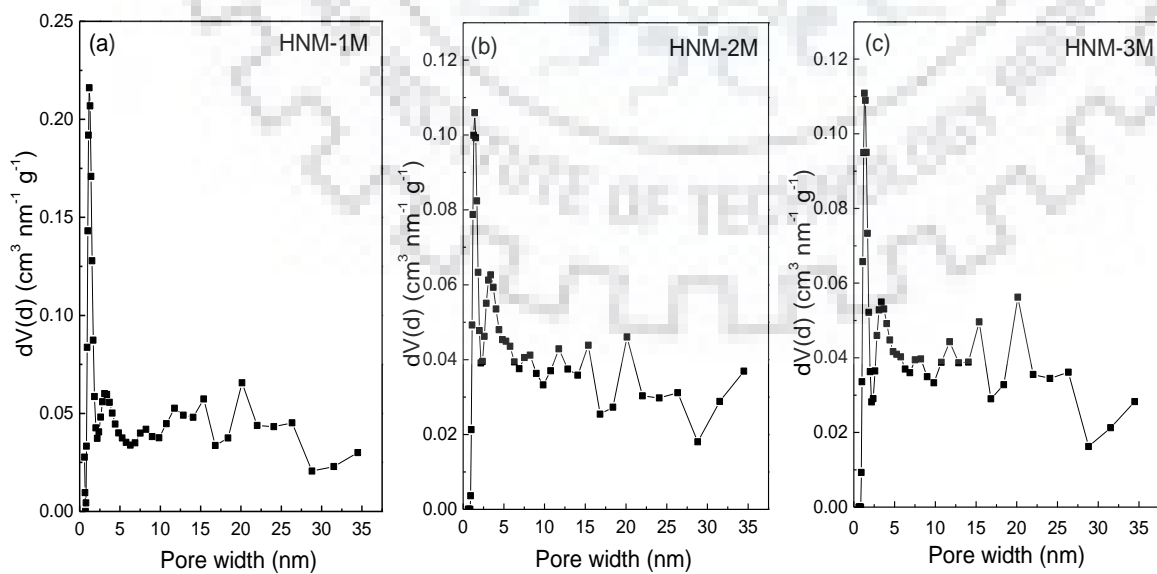 (a) HNM-1M
0.25
0.20
0.15
0.10
0.05
0.00
dV(d) (cm³ nm⁻¹ g⁻¹)
0 5 10 15 20 25 30 35
Pore width (nm)
(b) HNM-2M
0.12
0.10
0.08
0.06
0.04
0.02
0.00
dV(d) (cm³ nm⁻¹ g⁻¹)
0 5 10 15 20 25 30 35
Pore width (nm)
(c) HNM-3M
0.12
0.10
0.08
0.06
0.04
0.02
0.00
dV(d) (cm³ nm⁻¹ g⁻¹)
0 5 10 15 20 25 30 35
Pore width (nm)
OF